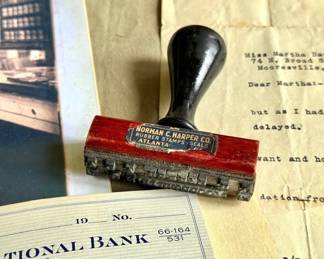 Miss Martha Da
74 N. Broad S
Mooresville,
Dear Martha:-
but as I had
delayed.
want and ho
dation fro
NORMAN C. HARPER CO.
RUBBER STAMPS-SEALS
ATLANTA
19 No.
TIONAL BANK
66-164
531